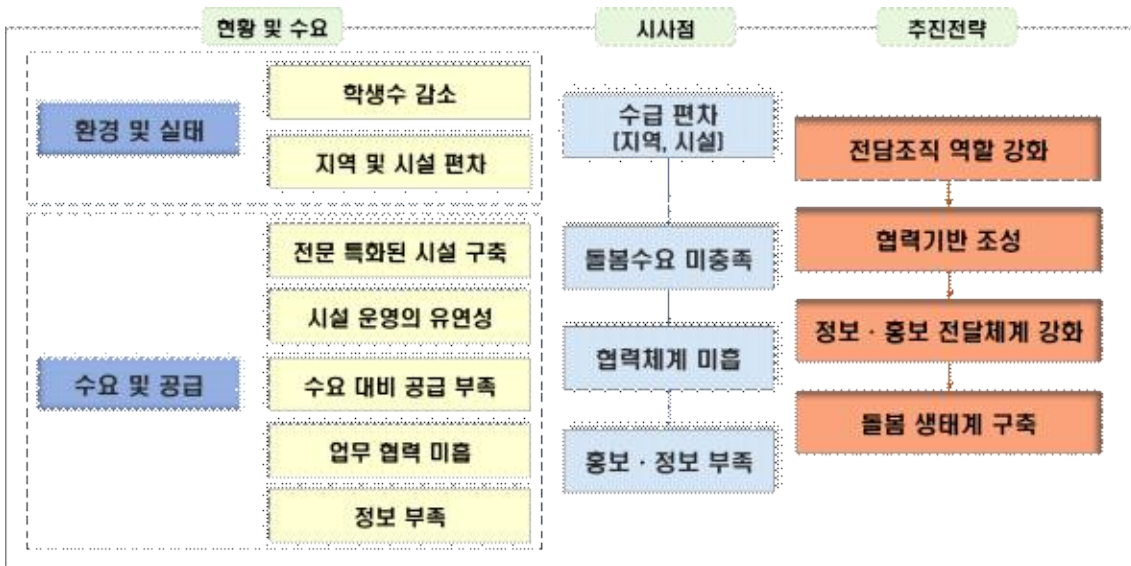 현황 및 수요
시사점
추진전략
환경 및 실태
학생수 감소
지역 및 시설 편차
수요 및 공급
전문 특화된 시설 구축
시설 운영의 유연성
수요 대비 공급 부족
업무 협력 미흡
정보 부족
수급 편차
[지역, 시설]
돌봄수요 미충족
협력체계 미흡
홍보 · 정보 부족
전담조직 역할 강화
협력기반 조성
정보 · 홍보 전달체계 강화
돌봄 생태계 구축